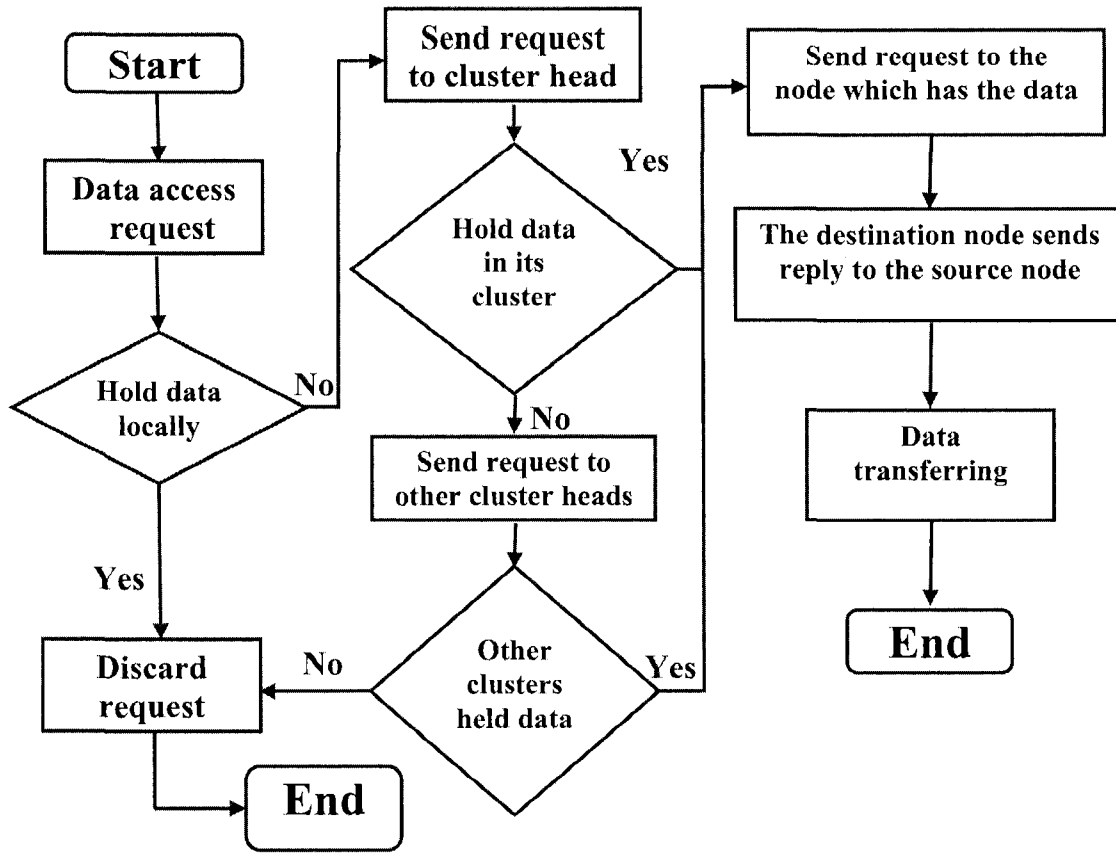 Start
Data access
request
Hold data
locally
No
Yes
Discard
request
End
Send request
to cluster head
Hold data
in its
cluster
Yes
No
Send request to
other cluster heads
Other
clusters
held data
No
Yes
Send request to the
node which has the data
The destination node sends
reply to the source node
Data
transferring
End